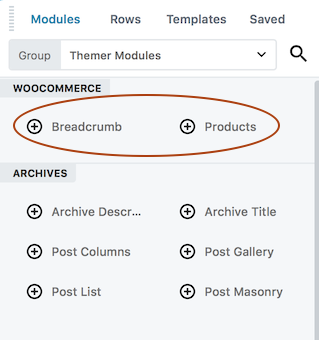 Modules Rows Templates Saved
Group Themer Modules
WOOCOMMERCE
Breadcrumb Products
ARCHIVES
Archive Descr... Archive Title
Post Columns Post Gallery
Post List Post Masonry